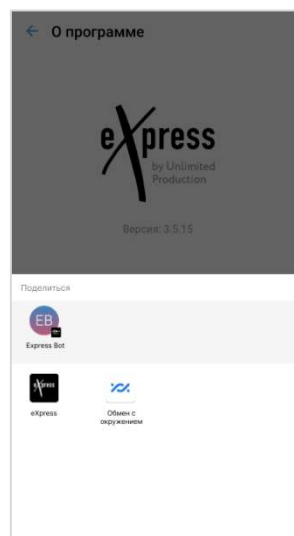 О программе
eXpress
by Unlimited
Production
Версия: 3.5.15
Поделиться
EB
Express Bot
eXpress
eXpress
Обмен с
окружением